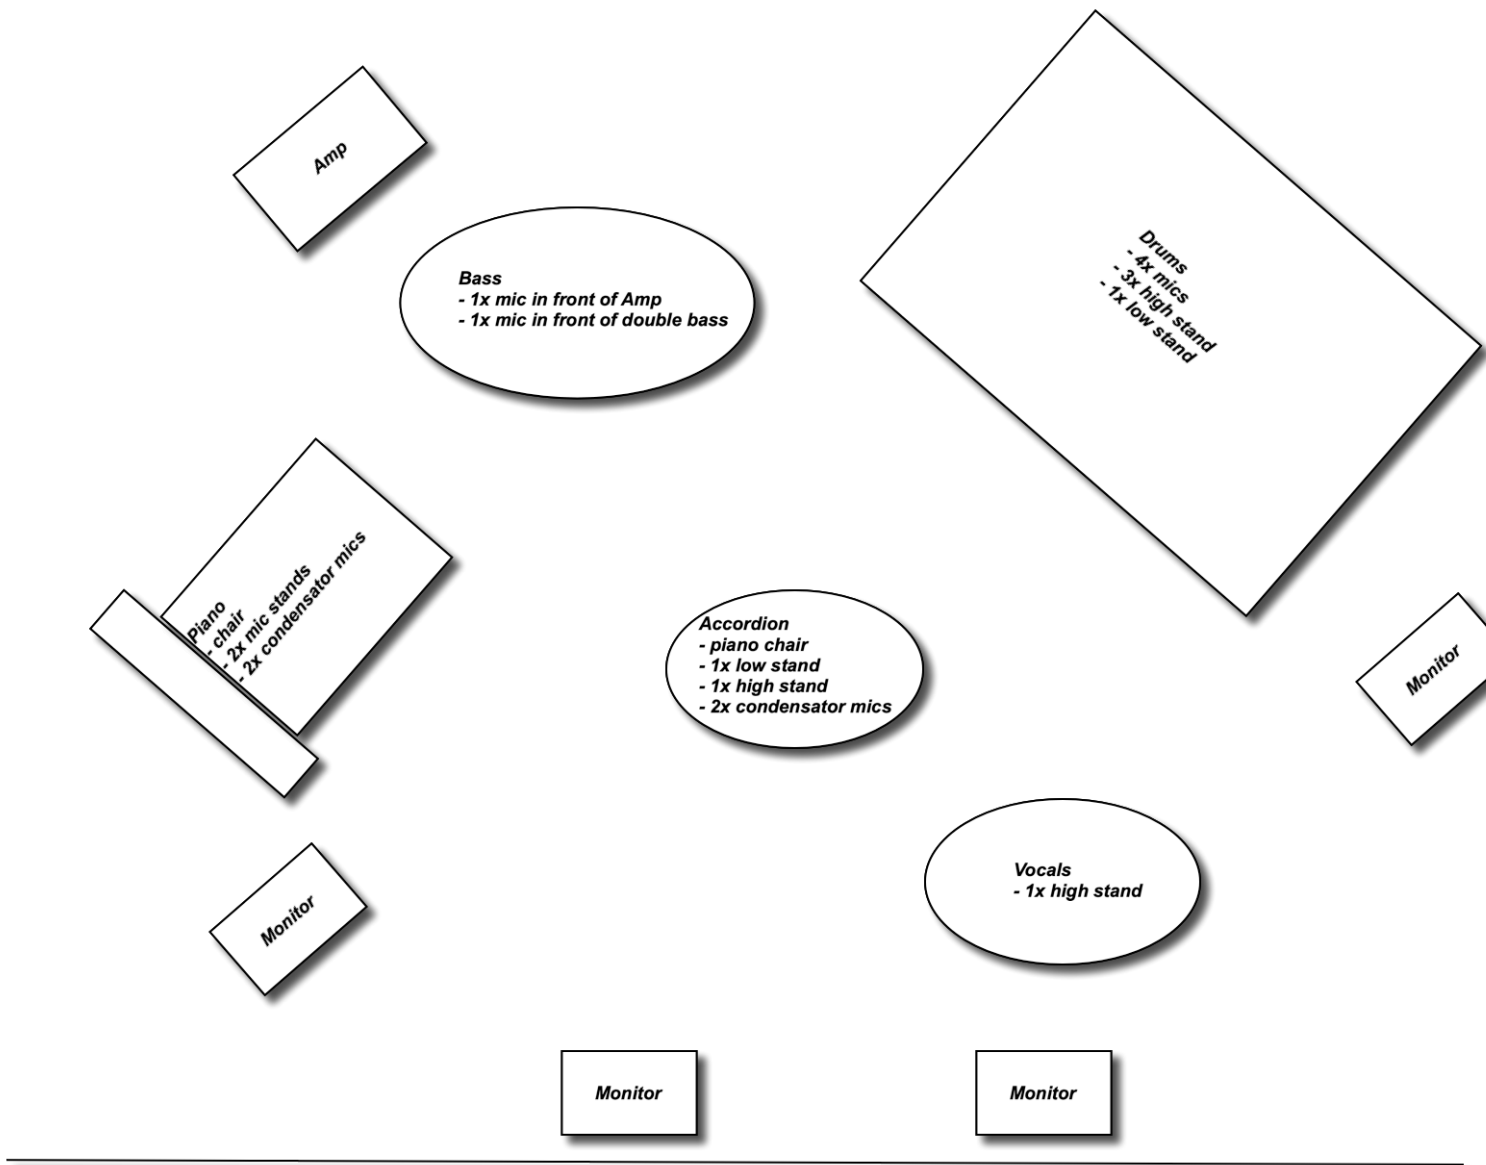 Amp
Bass
- 1x mic in front of Amp
- 1x mic in front of double bass
Drums
- 4x mics
- 3x high stand
- 1x low stand
Piano
- chair
- 2x mic stands
- 2x condensator mics
Accordion
- piano chair
- 1x low stand
- 1x high stand
- 2x condensator mics
Monitor
Vocals
- 1x high stand
Monitor
Monitor
Monitor